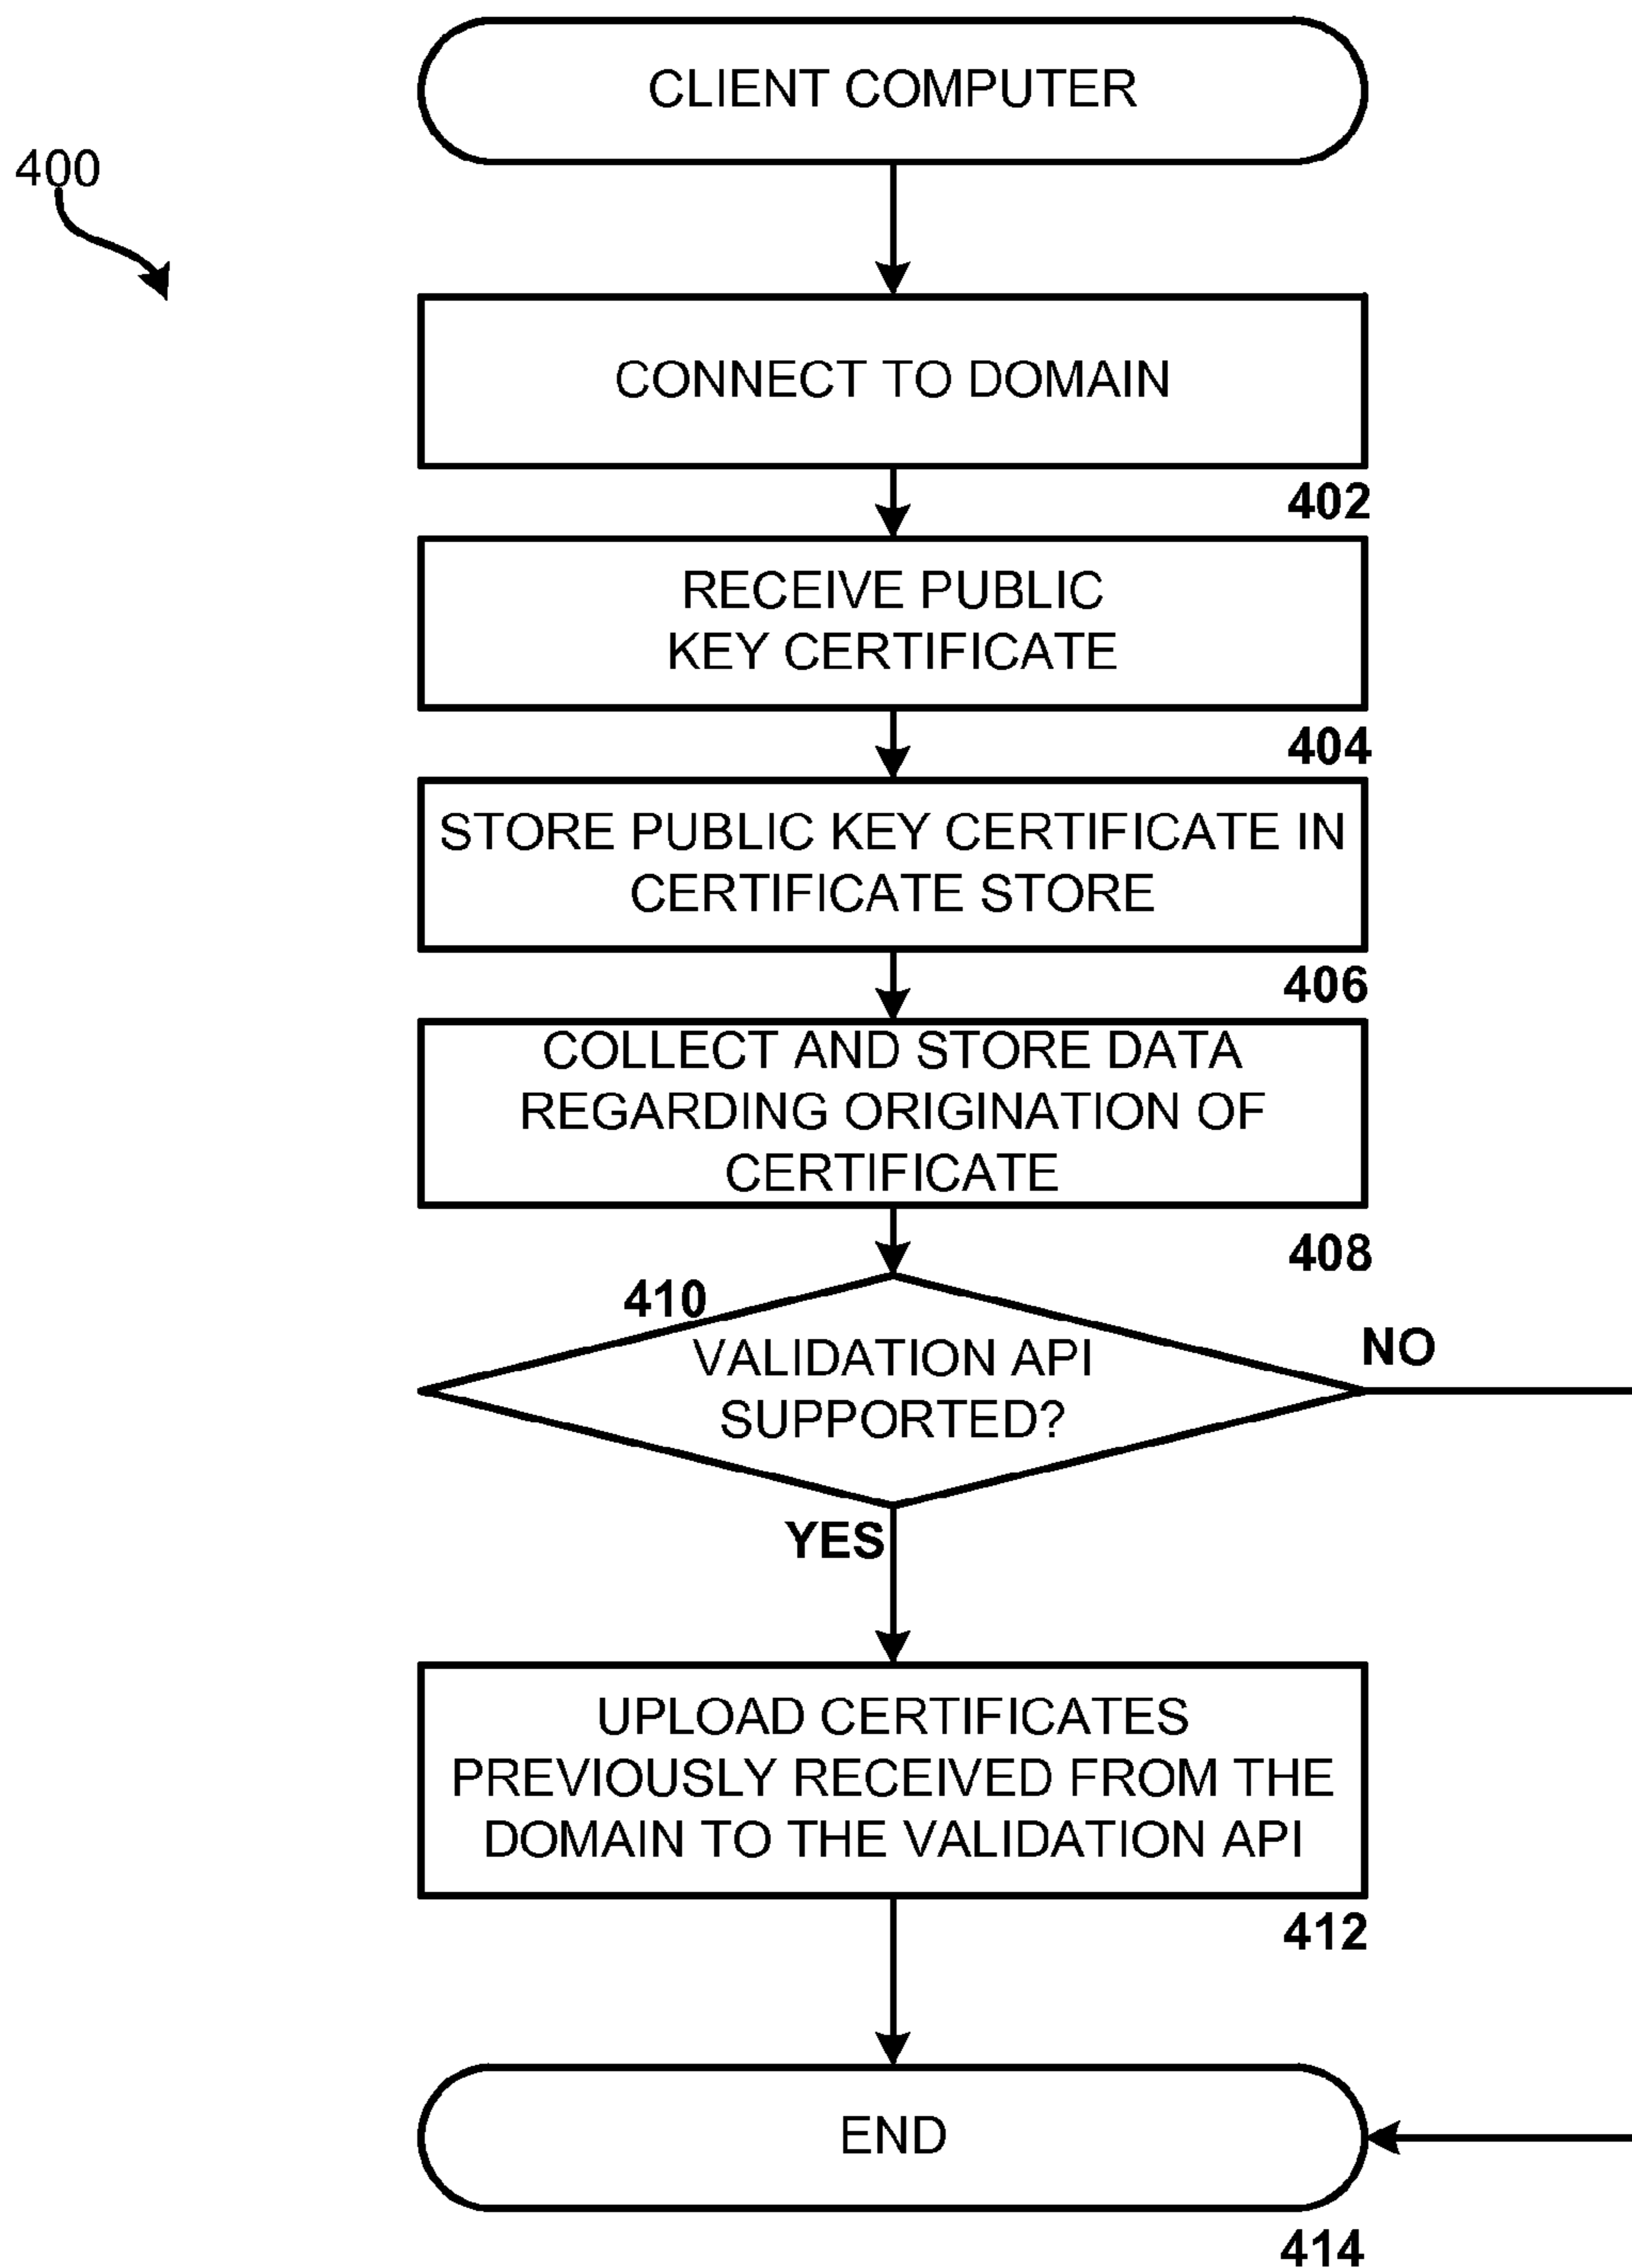 CLIENT COMPUTER
400
CONNECT TO DOMAIN
402
RECEIVE PUBLIC
KEY CERTIFICATE
404
STORE PUBLIC KEY CERTIFICATE IN
CERTIFICATE STORE
406
COLLECT AND STORE DATA
REGARDING ORIGINATION OF
CERTIFICATE
408
410
VALIDATION API
SUPPORTED?
NO
YES
UPLOAD CERTIFICATES
PREVIOUSLY RECEIVED FROM THE
DOMAIN TO THE VALIDATION API
412
END
414